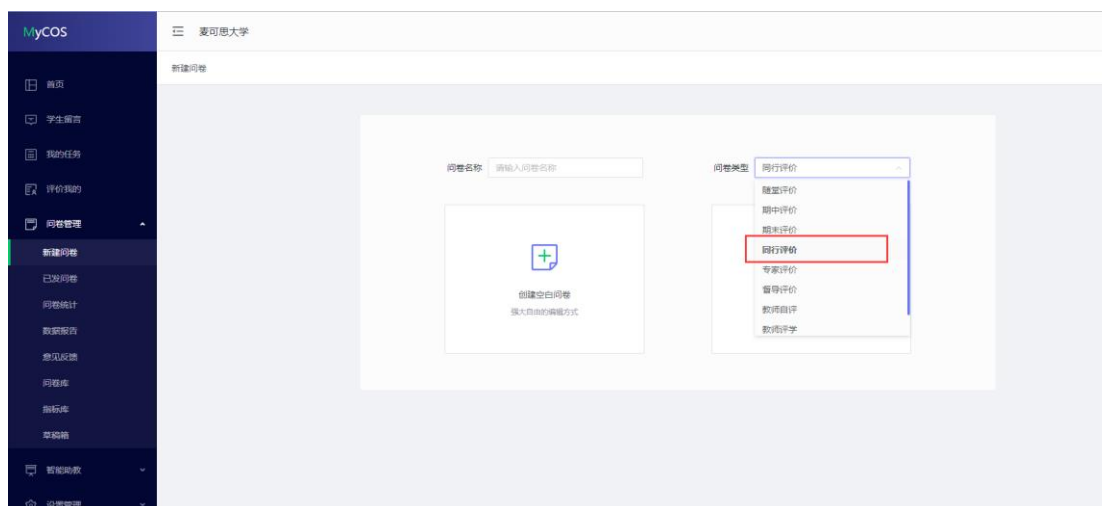 MyCOS
麦可思大学
首页
新建问卷
学生留言
我的任务
评价我的
问卷管理
新建问卷
已发问卷
问卷统计
数据报告
意见反馈
问卷库
指标库
草稿箱
智能助教
设置管理
问卷名称 请输入问卷名称
问卷类型 同行评价
随堂评价
期中评价
期末评价
同行评价
专家评价
督导评价
教师自评
教师评学
创建空白问卷
强大自由的编辑方式